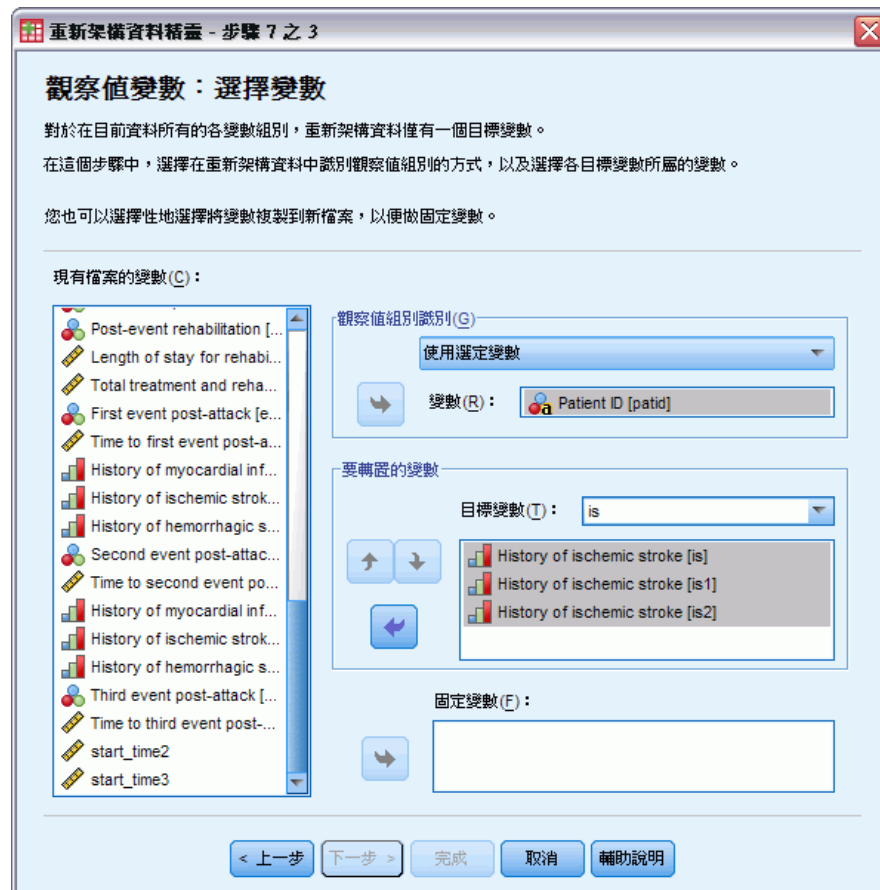 重新架構資料精靈 - 步驟 7 之 3
觀察值變數：選擇變數
對於在目前資料所有的各變數組別，重新架構資料僅有一個目標變數。
在這個步驟中，選擇在重新架構資料中識別觀察值組別的方式，以及選擇各目標變數所屬的變數。
您也可以選擇性地選擇將變數複製到新檔案，以便做固定變數。
現有檔案的變數(C)：
Post-event rehabilitation [...
Length of stay for rehabi...
Total treatment and reha...
First event post-attack [e...
Time to first event post-a...
History of myocardial inf...
History of ischemic strok...
History of hemorrhagic s...
Second event post-attac...
Time to second event po...
History of myocardial inf...
History of ischemic strok...
History of hemorrhagic s...
Third event post-attack [...
Time to third event post-...
start_time2
start_time3
觀察值組別識別(G)
使用選定變數
變數(R)：
Patient ID [patid]
要轉置的變數
目標變數(T)：
is
History of ischemic stroke [is]
History of ischemic stroke [is1]
History of ischemic stroke [is2]
固定變數(F)：
< 上一步
下一步 >
完成
取消
輔助說明